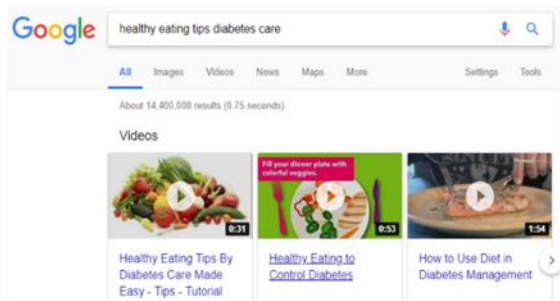 Google
healthy eating tips diabetes care
All Images Videos News Maps More Settings Tools
About 14,400,000 results (0.75 seconds)
Videos
Fill your dinner plate with
colorful veggies.
0:31
0:53
1:54
Healthy Eating Tips By
Diabetes Care Made
Easy - Tips - Tutorial
Healthy Eating to
Control Diabetes
How to Use Diet in
Diabetes Management